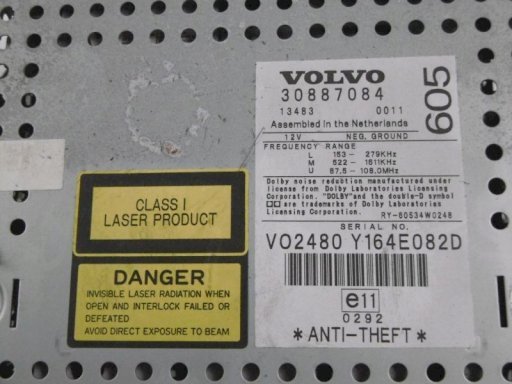 VOLVO
30887084
13483 0011
Assembled in the Netherlands
605
12V NEG. GROUND
FREQUENCY RANGE
L 153- 279KHz
M 522- 1611KHz
U 87.5- 108.0MHz
Dolby noise reduction manufactured under
license from Dolby Laboratories Licensing
Corporation. "DOLBY" and the double-D symbol
are trademarks of Dolby Laboratories
Licensing Corporation. RY-60534W0248
SERIAL NO.
VO2480 Y164E082D
e11
0292
*ANTI-THEFT*
CLASS I
LASER PRODUCT
DANGER
INVISIBLE LASER RADIATION WHEN
OPEN AND INTERLOCK FAILED OR
DEFEATED
AVOID DIRECT EXPOSURE TO BEAM